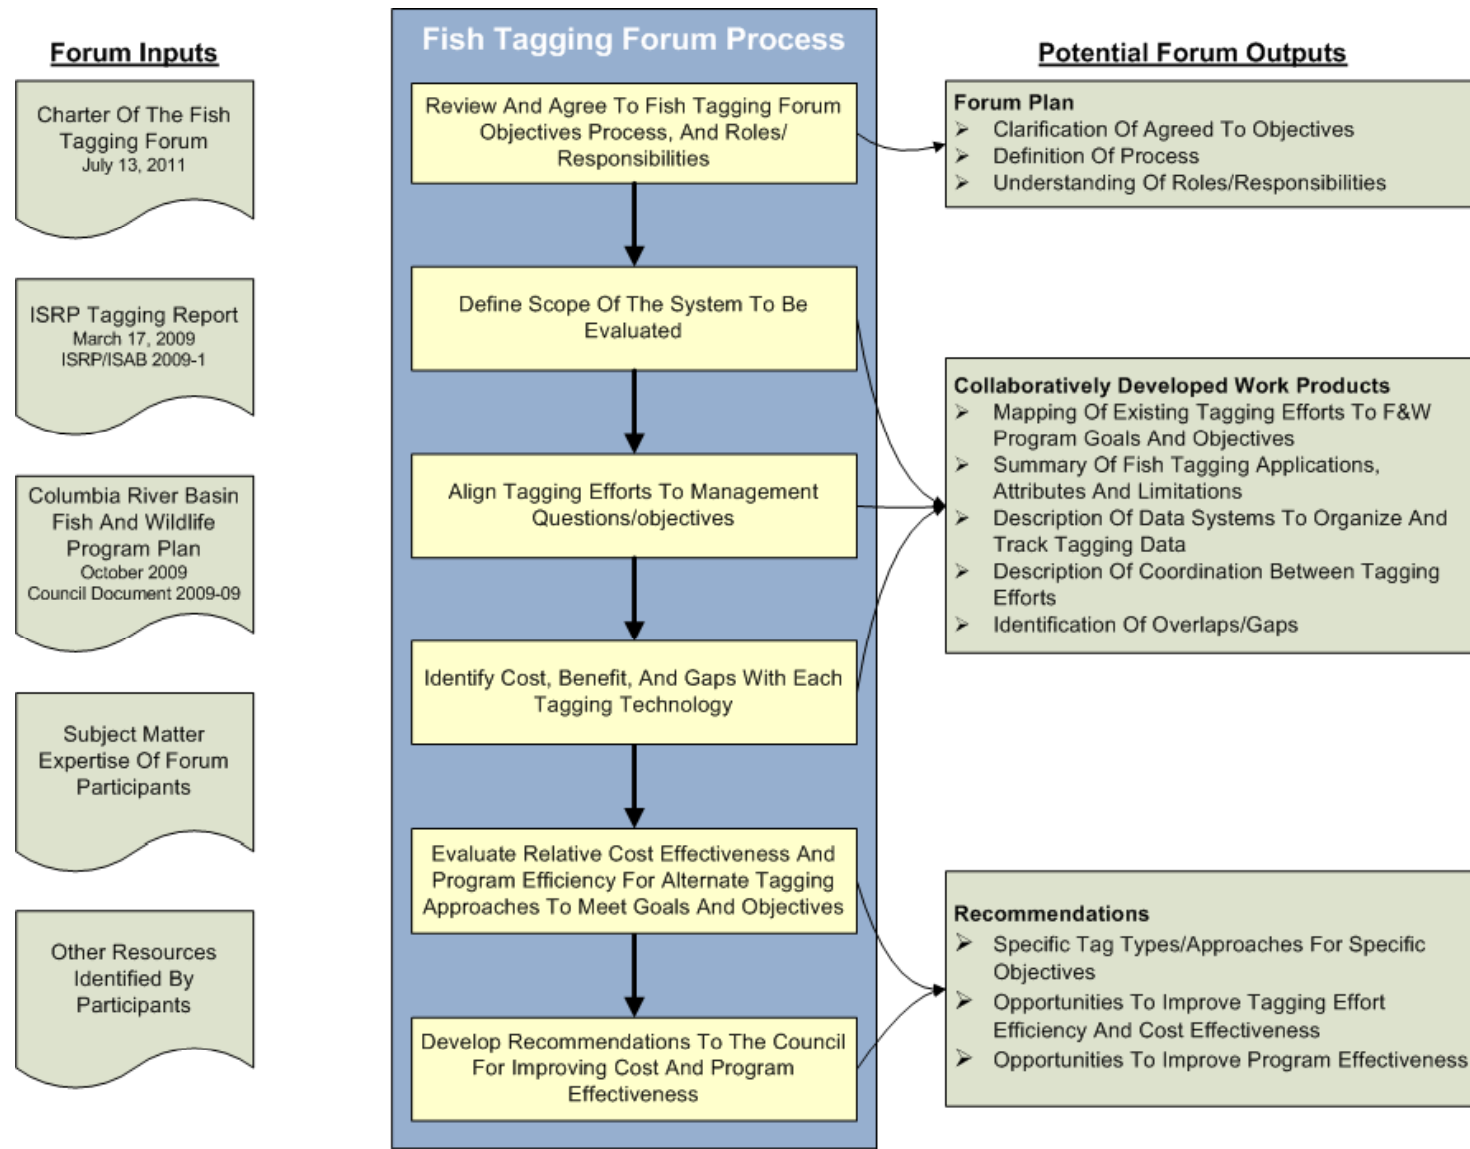 Forum Inputs
Charter Of The Fish
Tagging Forum
July 13, 2011
ISRP Tagging Report
March 17, 2009
ISRP/ISAB 2009-1
Columbia River Basin
Fish And Wildlife
Program Plan
October 2009
Council Document 2009-09
Subject Matter
Expertise Of Forum
Participants
Other Resources
Identified By
Participants
Fish Tagging Forum Process
Review And Agree To Fish Tagging Forum
Objectives Process, And Roles/
Responsibilities
Define Scope Of The System To Be
Evaluated
Align Tagging Efforts To Management
Questions/objectives
Identify Cost, Benefit, And Gaps With Each
Tagging Technology
Evaluate Relative Cost Effectiveness And
Program Efficiency For Alternate Tagging
Approaches To Meet Goals And Objectives
Develop Recommendations To The Council
For Improving Cost And Program
Effectiveness
Potential Forum Outputs
Forum Plan
➢ Clarification Of Agreed To Objectives
➢ Definition Of Process
➢ Understanding Of Roles/Responsibilities
Collaboratively Developed Work Products
➢ Mapping Of Existing Tagging Efforts To F&W
Program Goals And Objectives
➢ Summary Of Fish Tagging Applications,
Attributes And Limitations
➢ Description Of Data Systems To Organize And
Track Tagging Data
➢ Description Of Coordination Between Tagging
Efforts
➢ Identification Of Overlaps/Gaps
Recommendations
➢ Specific Tag Types/Approaches For Specific
Objectives
➢ Opportunities To Improve Tagging Effort
Efficiency And Cost Effectiveness
➢ Opportunities To Improve Program Effectiveness